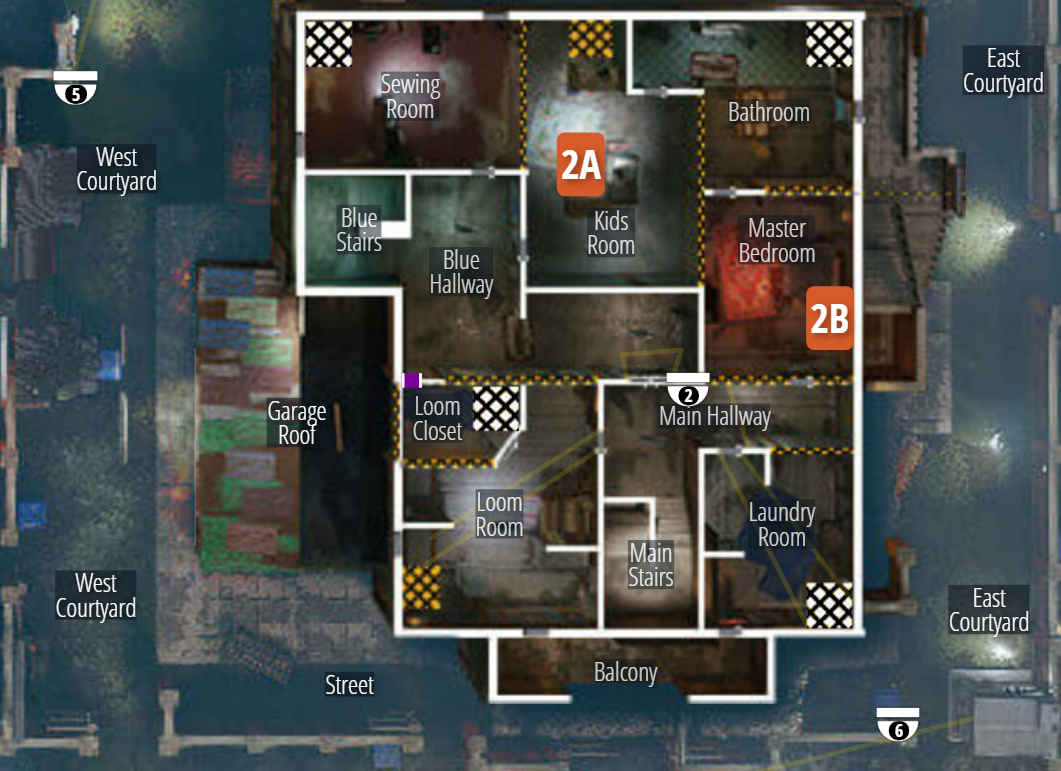 East
Courtyard
5
Sewing
Room
Bathroom
West
Courtyard
2A
Blue
Stairs
Kids
Room
Master
Bedroom
Blue
Hallway
2B
2
Loom
Closet
Main Hallway
Garage
Roof
Loom
Room
Laundry
Room
Main
Stairs
West
Courtyard
East
Courtyard
Balcony
Street
6